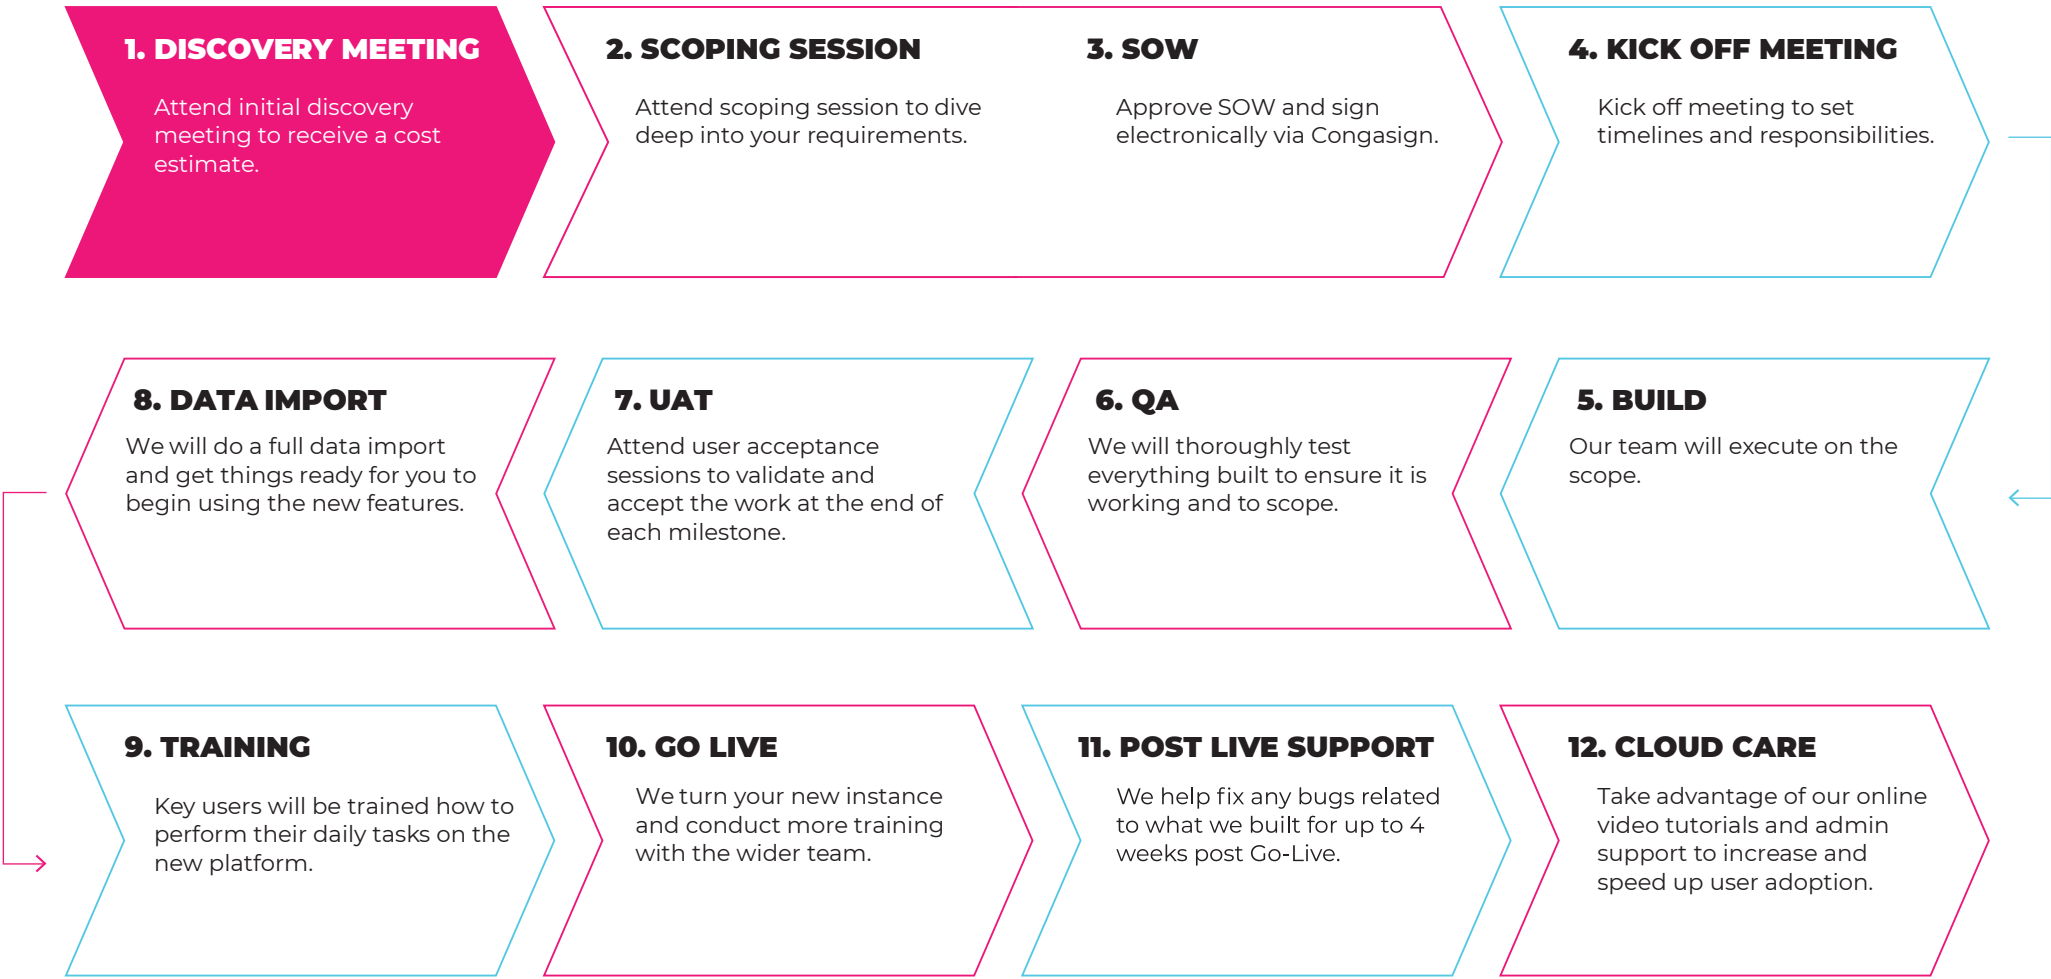 1. DISCOVERY MEETING
Attend initial discovery
meeting to receive a cost
estimate.
2. SCOPING SESSION
Attend scoping session to dive
deep into your requirements.
3. SOW
Approve SOW and sign
electronically via Congasign.
4. KICK OFF MEETING
Kick off meeting to set
timelines and responsibilities.
5. BUILD
Our team will execute on the
scope.
6. QA
We will thoroughly test
everything built to ensure it is
working and to scope.
7. UAT
Attend user acceptance
sessions to validate and
accept the work at the end of
each milestone.
8. DATA IMPORT
We will do a full data import
and get things ready for you to
begin using the new features.
9. TRAINING
Key users will be trained how to
perform their daily tasks on the
new platform.
10. GO LIVE
We turn your new instance
and conduct more training
with the wider team.
11. POST LIVE SUPPORT
We help fix any bugs related
to what we built for up to 4
weeks post Go-Live.
12. CLOUD CARE
Take advantage of our online
video tutorials and admin
support to increase and
speed up user adoption.